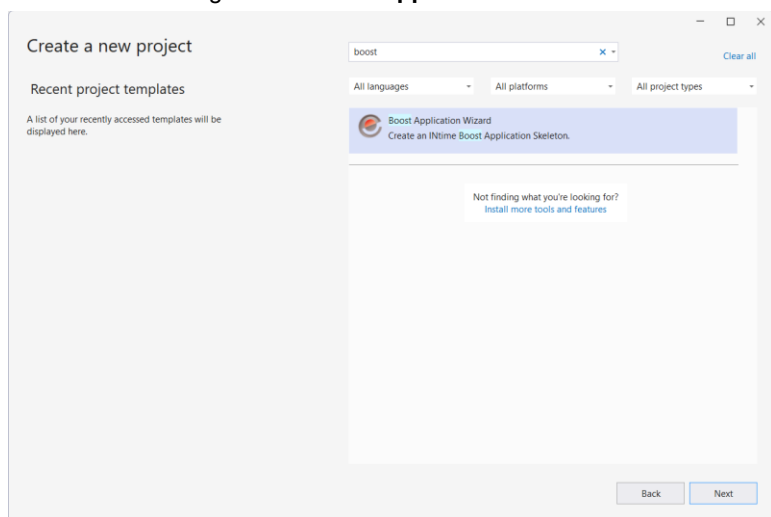 Create a new project
boost
Clear all
Recent project templates
All languages
All platforms
All project types
A list of your recently accessed templates will be
displayed here.
Boost Application Wizard
Create an INtime Boost Application Skeleton.
Not finding what you're looking for?
Install more tools and features
Back
Next